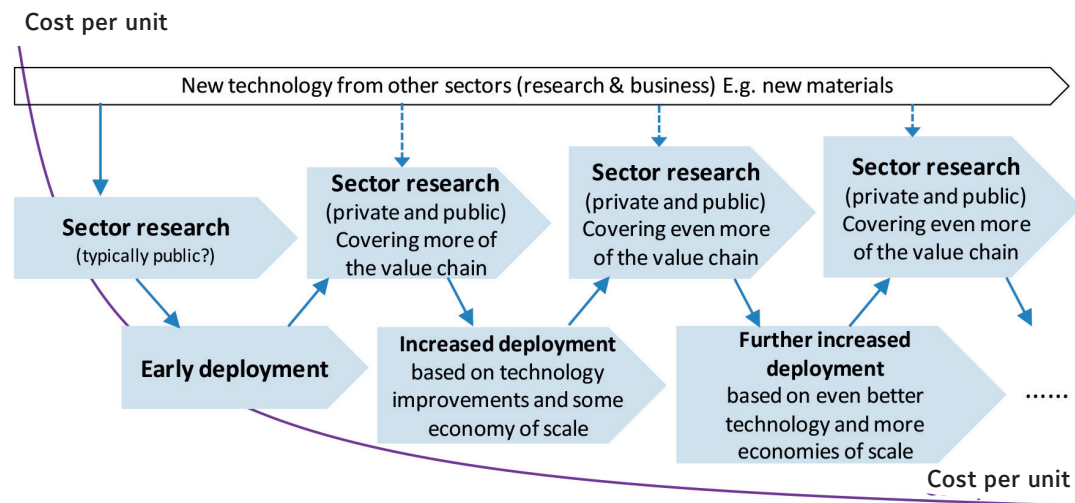 Cost per unit
New technology from other sectors (research & business) E.g. new materials
Sector research
(typically public?)
Early deployment
Sector research
(private and public)
Covering more of
the value chain
Increased deployment
based on technology
improvements and some
economy of scale
Sector research
(private and public)
Covering even more
of the value chain
Further increased
deployment
based on even better
technology and more
economies of scale
Sector research
(private and public)
Covering even more
of the value chain
......
Cost per unit